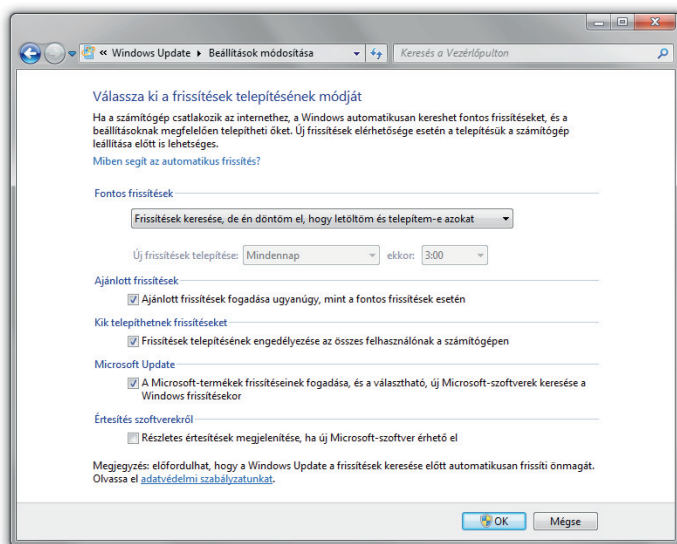 « Windows Update ▸ Beállítások módosítása
Keresés a Vezérlőpulton
Válassza ki a frissítések telepítésének módját
Ha a számítógép csatlakozik az internethez, a Windows automatikusan kereshet fontos frissítéseket, és a
beállításoknak megfelelően telepítheti őket. Új frissítések elérhetősége esetén a telepítésük a számítógép
leállítása előtt is lehetséges.
Miben segít az automatikus frissítés?
Fontos frissítések
Frissítések keresése, de én döntöm el, hogy letöltöm és telepítem-e azokat
Új frissítések telepítése: Mindennap ekkor: 3:00
Ajánlott frissítések
Ajánlott frissítések fogadása ugyanúgy, mint a fontos frissítések esetén
Kik telepíthetnek frissítéseket
Frissítések telepítésének engedélyezése az összes felhasználónak a számítógépen
Microsoft Update
A Microsoft-termékek frissítéseinek fogadása, és a választható, új Microsoft-szoftverek keresése a
Windows frissítésekor
Értesítés szoftverekről
Részletes értesítések megjelenítése, ha új Microsoft-szoftver érhető el
Megjegyzés: előfordulhat, hogy a Windows Update a frissítések keresése előtt automatikusan frissíti önmagát.
Olvassa el adatvédelmi szabályzatunkat.
OK Mégse